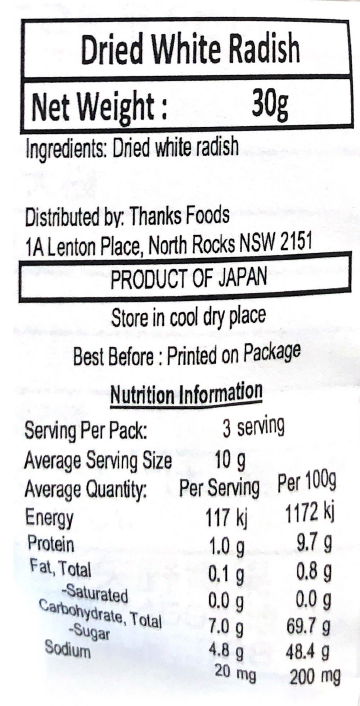 Dried White Radish
Net Weight : 30g
Ingredients: Dried white radish
Distributed by: Thanks Foods
1A Lenton Place, North Rocks NSW 2151
PRODUCT OF JAPAN
Store in cool dry place
Best Before : Printed on Package
Nutrition Information
Serving Per Pack: 3 serving
Average Serving Size 10 g
Average Quantity: Per Serving Per 100g
Energy 117 kj 1172 kj
Protein 1.0 g 9.7 g
Fat, Total 0.1 g 0.8 g
-Saturated 0.0 g 0.0 g
Carbohydrate, Total 7.0 g 69.7 g
-Sugar 4.8 g 48.4 g
Sodium 20 mg 200 mg